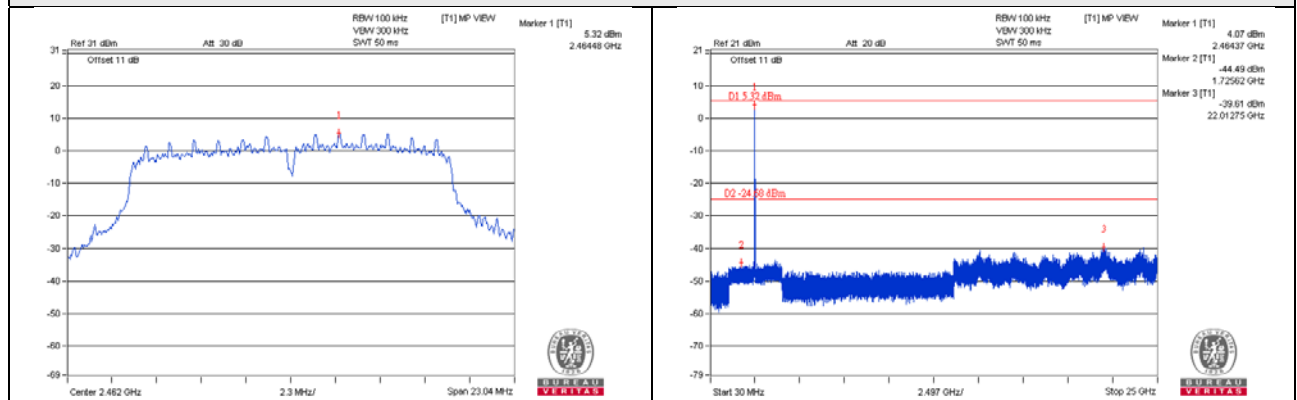 RBW 100 kHz
VBW 300 kHz
SWT 50 ms
[T1] MP VIEW
Marker 1 [T1]
5.32 dBm
2.46448 GHz
Ref 31 dBm
Att 30 dB
Offset 11 dB
31
20
10
0
-10
-20
-30
-40
-50
-60
-69
1
Center 2.462 GHz
2.3 MHz/
Span 23.04 MHz
BUREAU
VERITAS
RBW 100 kHz
VBW 300 kHz
SWT 50 ms
[T1] MP VIEW
Marker 1 [T1]
4.07 dBm
2.46437 GHz
Marker 2 [T1]
-44.49 dBm
1.72562 GHz
Marker 3 [T1]
-39.61 dBm
22.01275 GHz
Ref 21 dBm
Att 20 dB
Offset 11 dB
21
10
0
-10
-20
-30
-40
-50
-60
-70
-79
1
D1 5.32 dBm
D2 -24.68 dBm
2
3
Start 30 MHz
2.497 GHz/
Stop 25 GHz
BUREAU
VERITAS